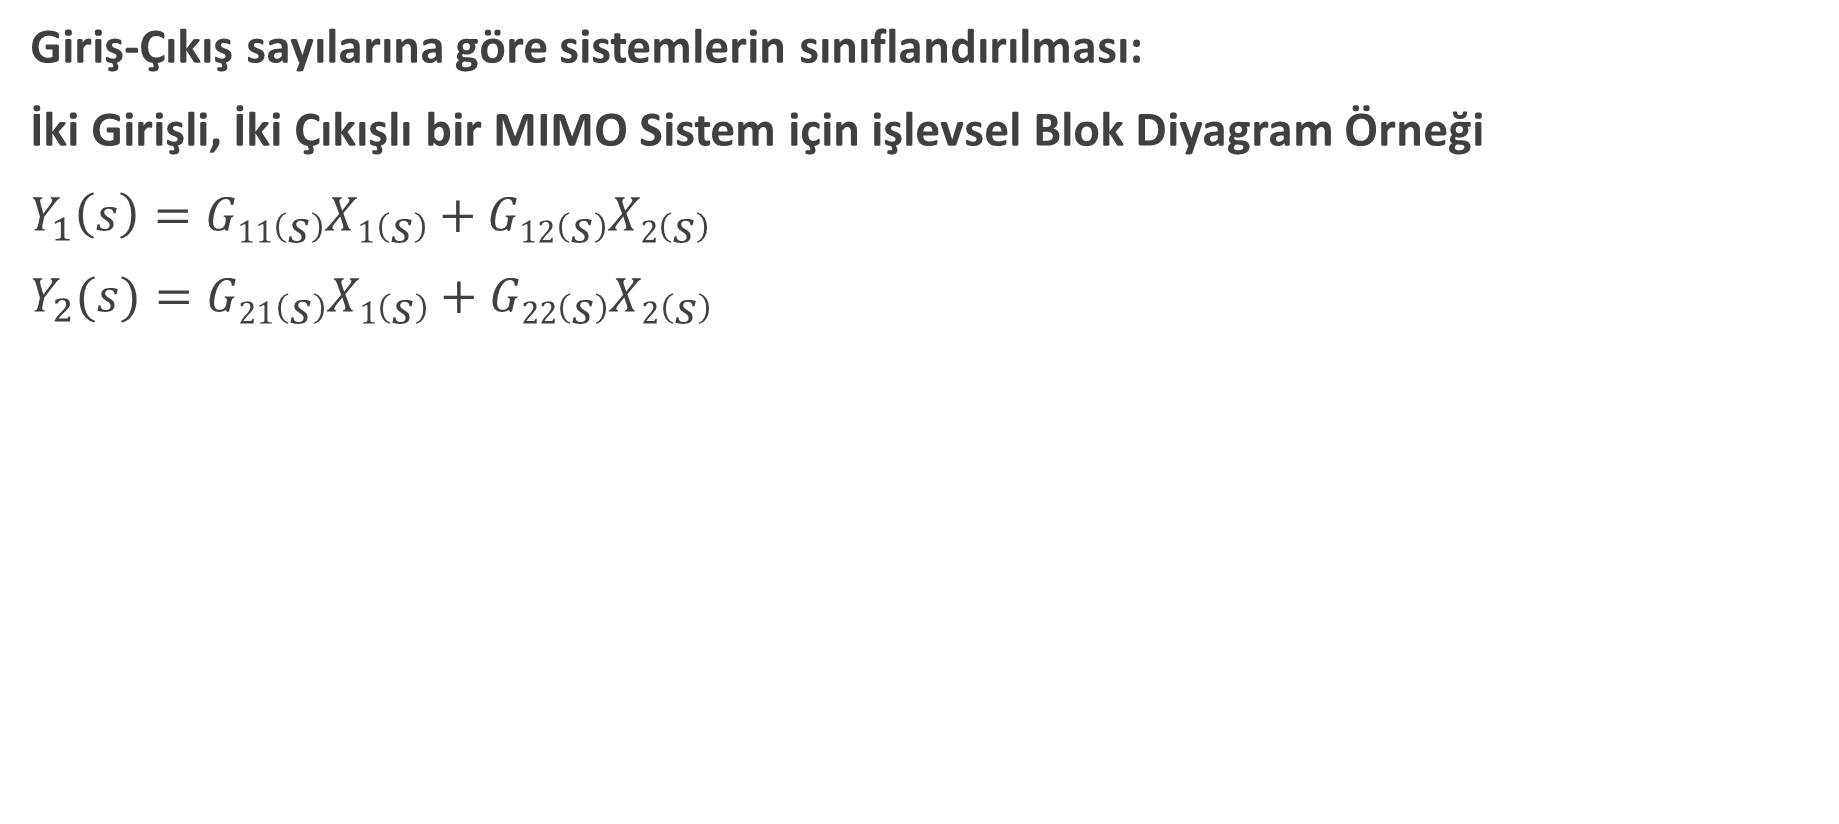 Giriş-Çıkış sayılarına göre sistemlerin sınıflandırılması:
İki Girişli, İki Çıkışlı bir MIMO Sistem için işlevsel Blok Diyagram Örneği
Y₁(s) = G₁₁₍ₛ₎X₁₍ₛ₎ + G₁₂₍ₛ₎X₂₍ₛ₎
Y₂(s) = G₂₁₍ₛ₎X₁₍ₛ₎ + G₂₂₍ₛ₎X₂₍ₛ₎